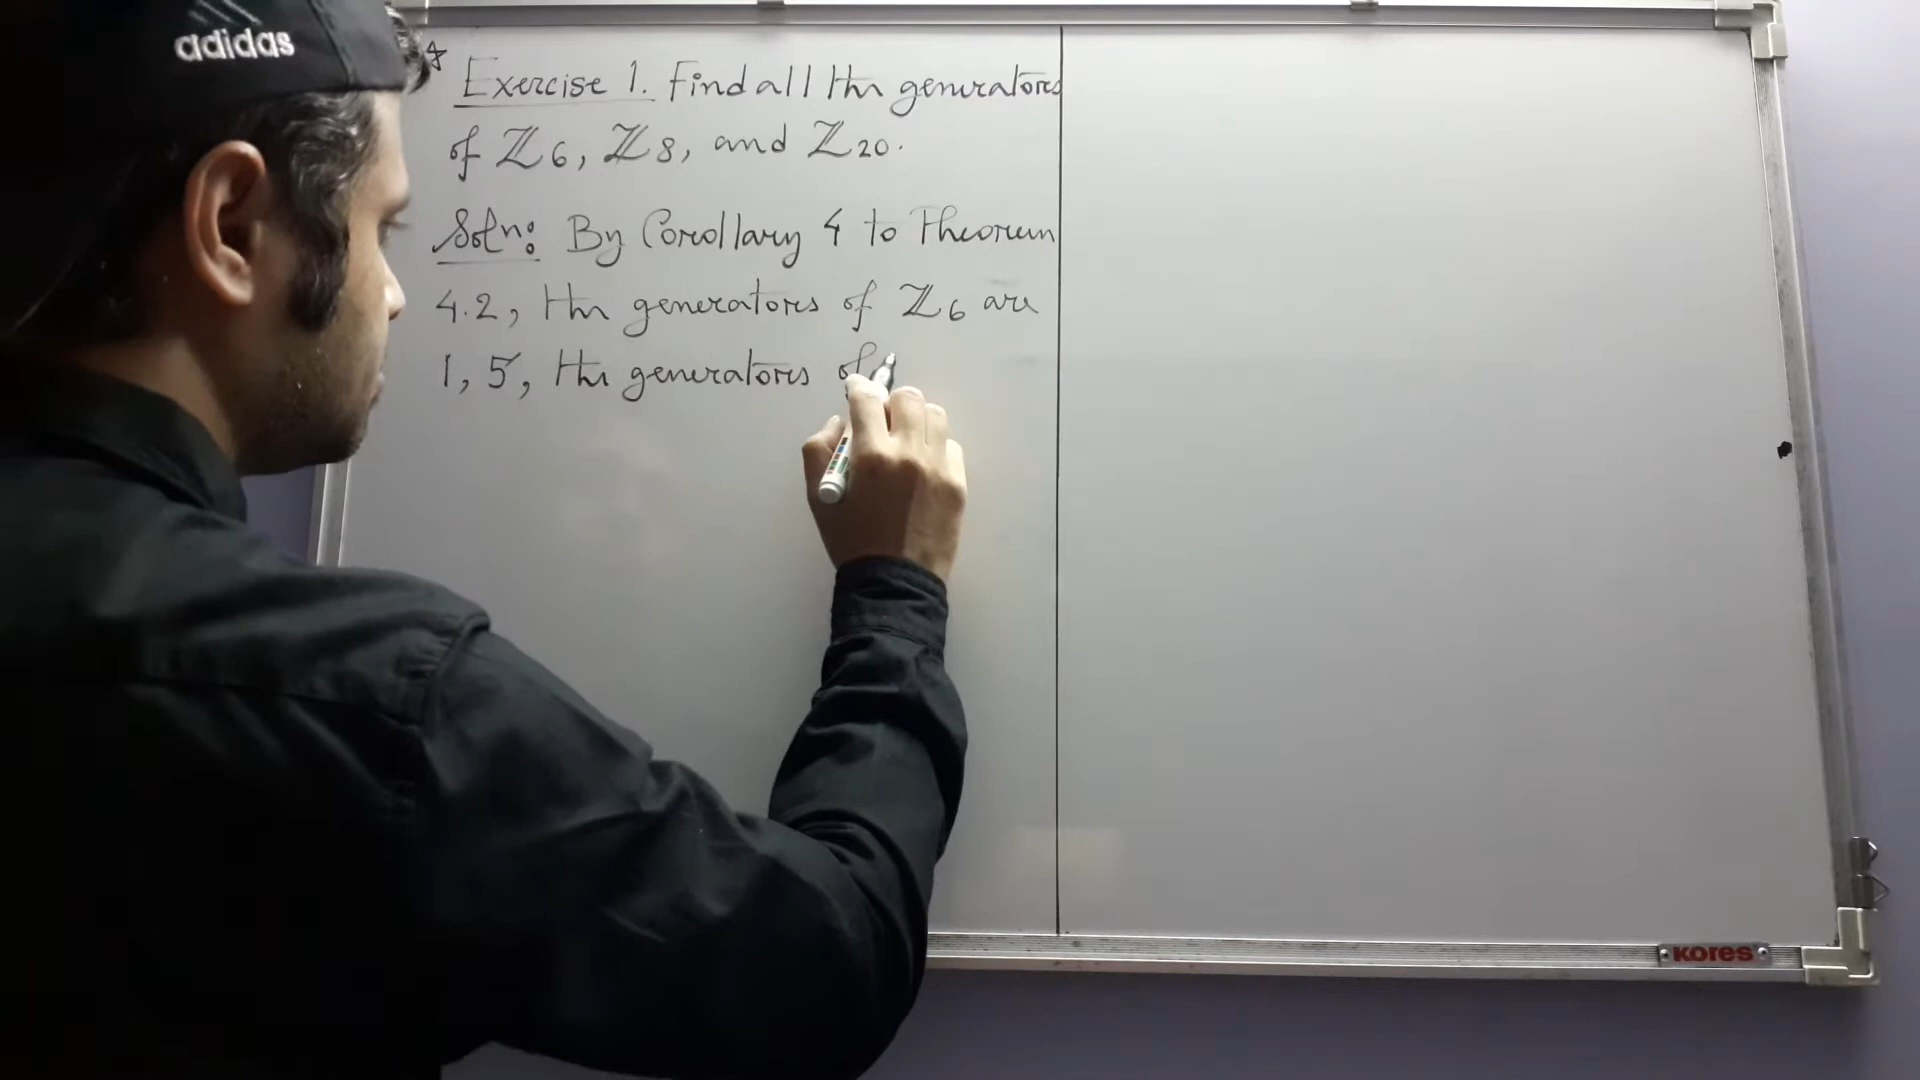 adidas
* Exercise 1. Find all the generators
of ℤ6, ℤ8, and ℤ20.
Soln: By Corollary 4 to Theorem
4.2, the generators of ℤ6 are
1, 5, the generators of
KORES